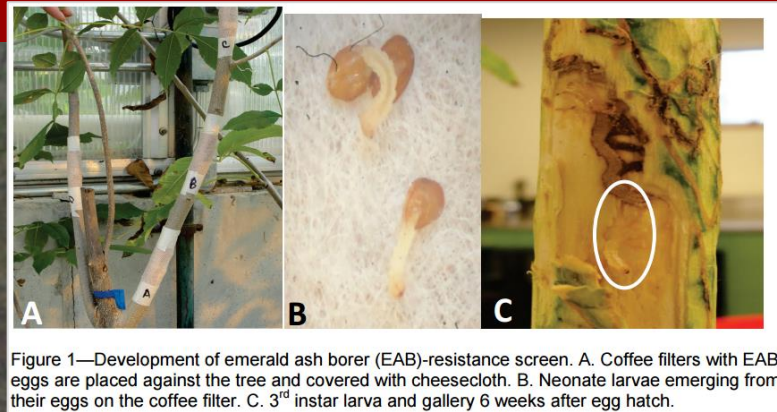 C
B
A
A
B
C
Figure 1—Development of emerald ash borer (EAB)-resistance screen. A. Coffee filters with EAB
eggs are placed against the tree and covered with cheesecloth. B. Neonate larvae emerging from
their eggs on the coffee filter. C. 3rd instar larva and gallery 6 weeks after egg hatch.